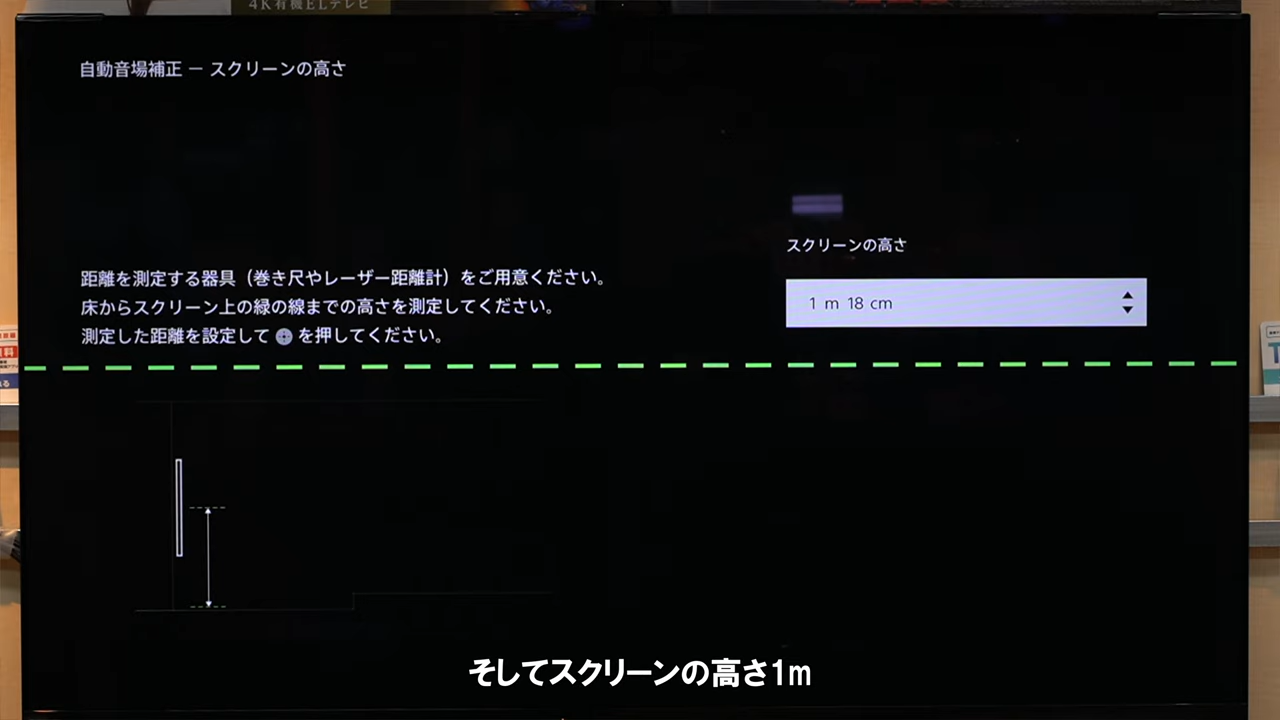 4K有機ELテレビ
自動音場補正 ー スクリーンの高さ
スクリーンの高さ
1 m 18 cm
距離を測定する器具（巻き尺やレーザー距離計）をご用意ください。
床からスクリーン上の緑の線までの高さを測定してください。
測定した距離を設定して を押してください。
そしてスクリーンの高さ1m